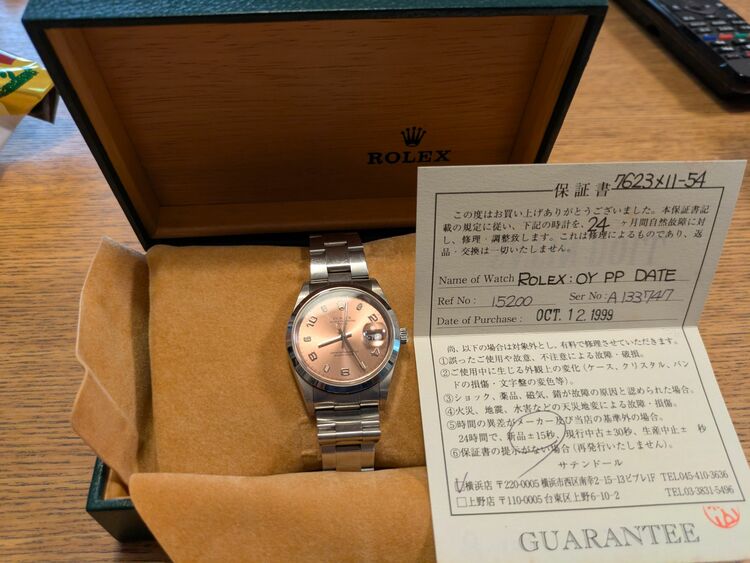 ROLEX
7623X11-54
保証書
この度はお買い上げありがとうございました。本保証書記
載の規定に従い、下記の時計を、24ヶ月間自然故障に対
し、修理・調整致します。これは修理によるものであり、返
品・交換は一切いたしません。
Name of Watch ROLEX:OY PP DATE
Ref No: 15200 Ser No: A133747
Date of Purchase: OCT.12.1999
尚、以下の場合は対象外とし、有料で修理させていただきます。
①誤ったご使用や故意、不注意による故障・破損。
②ご使用中に生じる外観上の変化(ケース、クリスタル、バン
ドの損傷・文字盤の変色等)。
③ショック、薬品、磁気、錆が故障の原因と認められた場合。
④火災、地震、水害などの天災地変による故障・損傷。
⑤時間の差異がメーカー及び当店の基準外の場合。
24時間で、新品±15秒、現行中古±30秒、生産中止±　秒
⑥保証書の提示がない場合(再発行いたしません)。
サテンドール
横浜店 〒220-0005 横浜市西区南幸2-15-13ビブレ1F TEL045-410-3636
上野店 〒110-0005 台東区上野6-10-2 TEL03-3831-5496
GUARANTEE
10
2
8
4
ROLEX